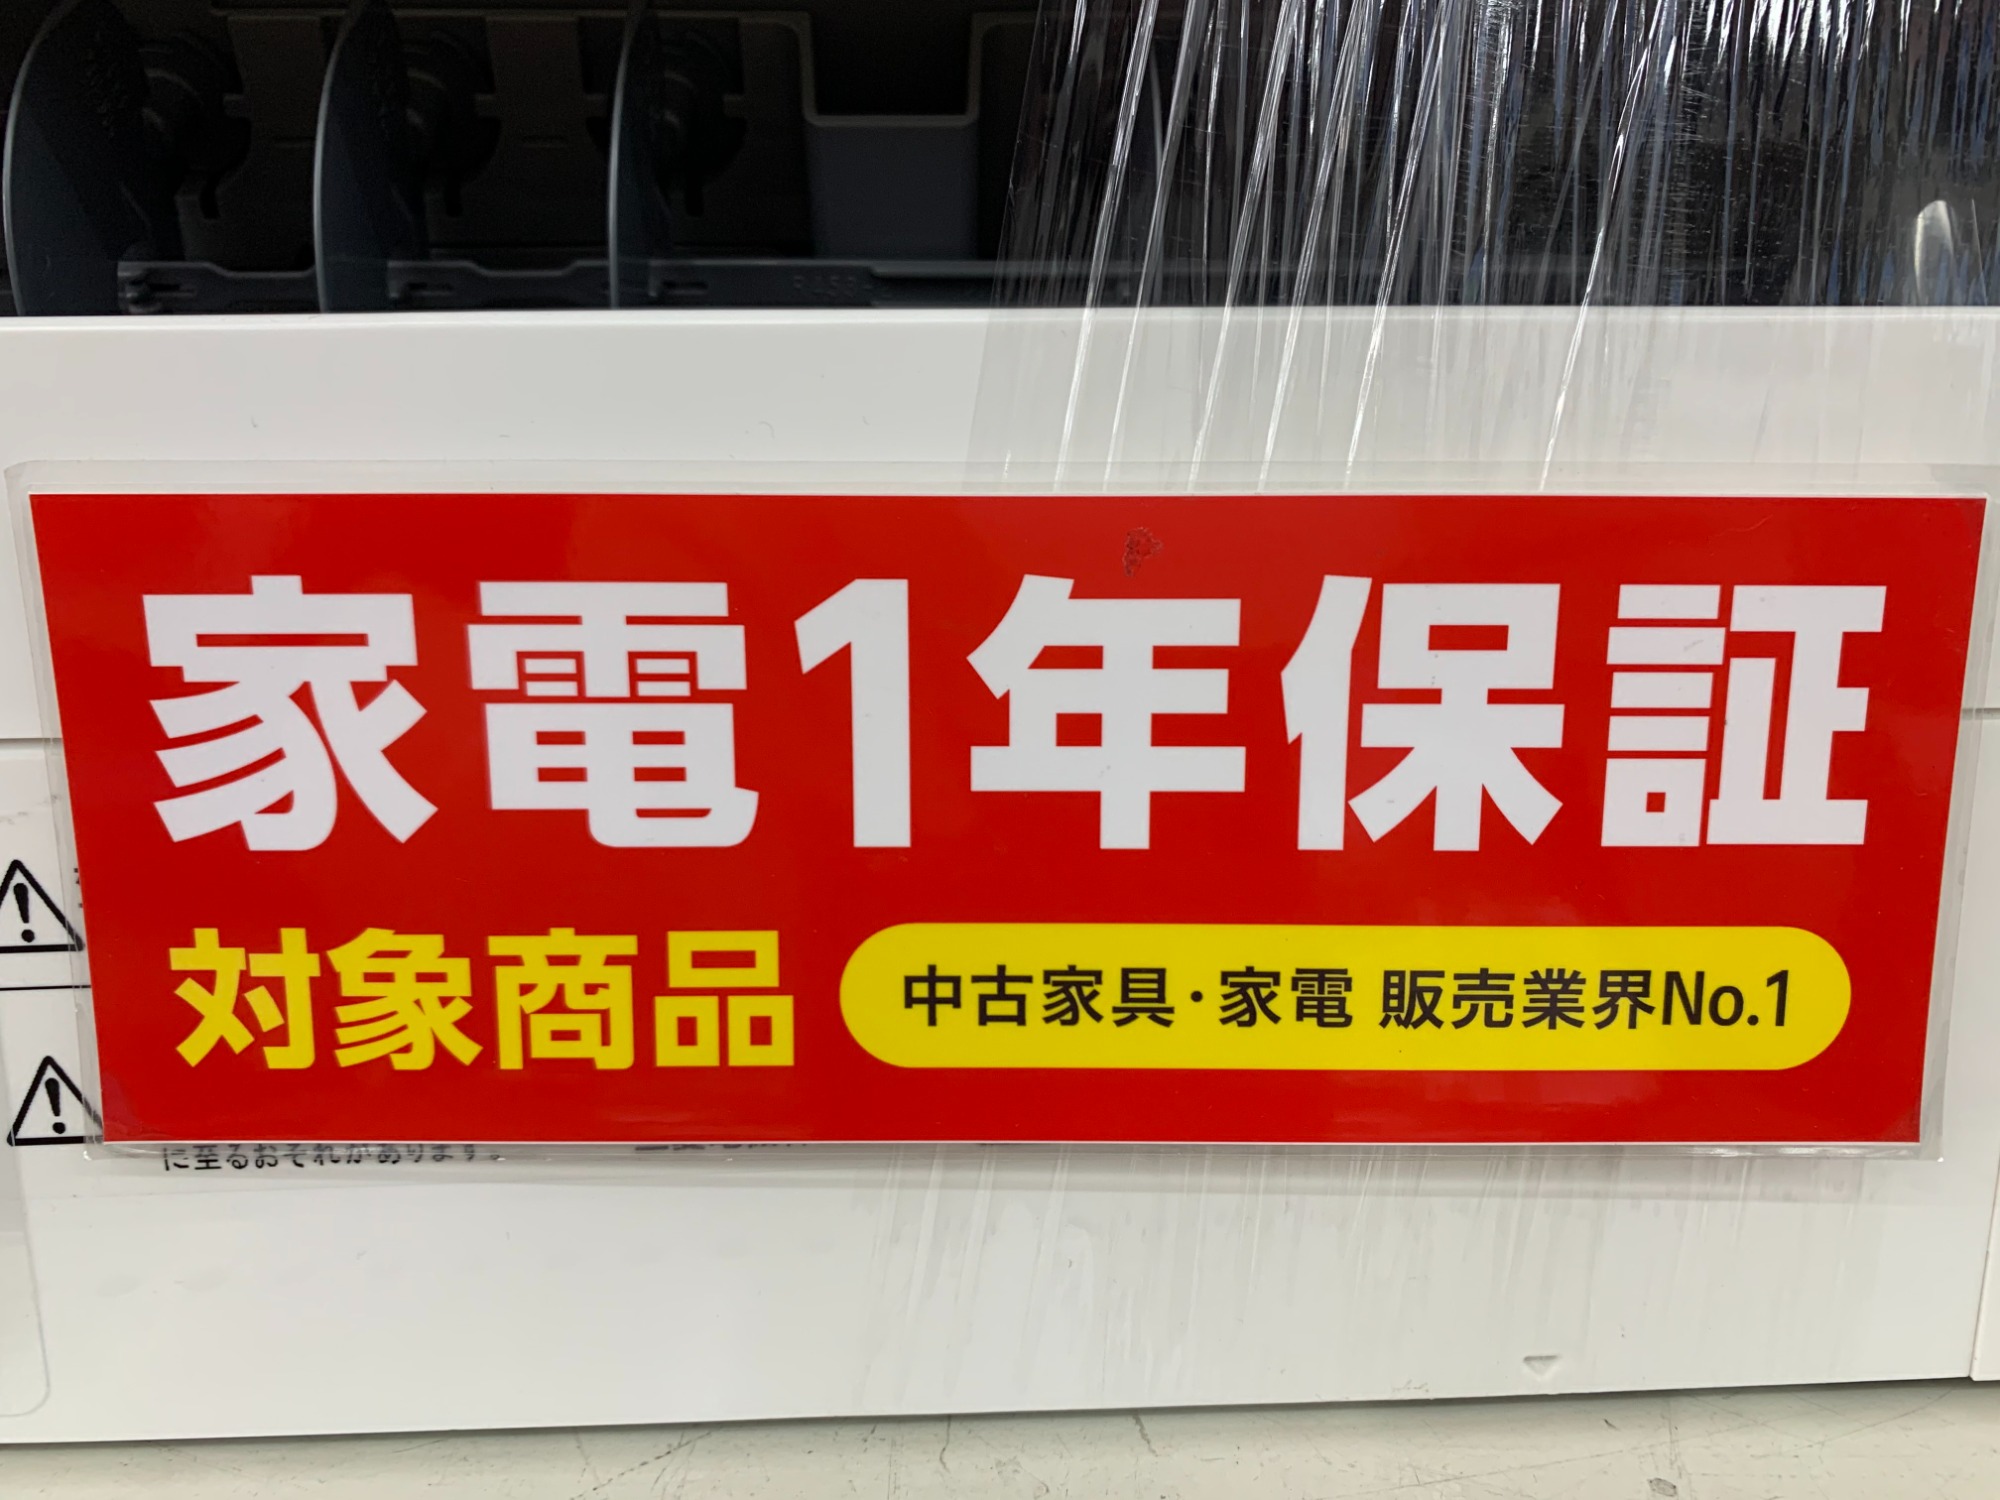 家電1年保証
対象商品
中古家具・家電 販売業界No.1
に至るおそれがあります。